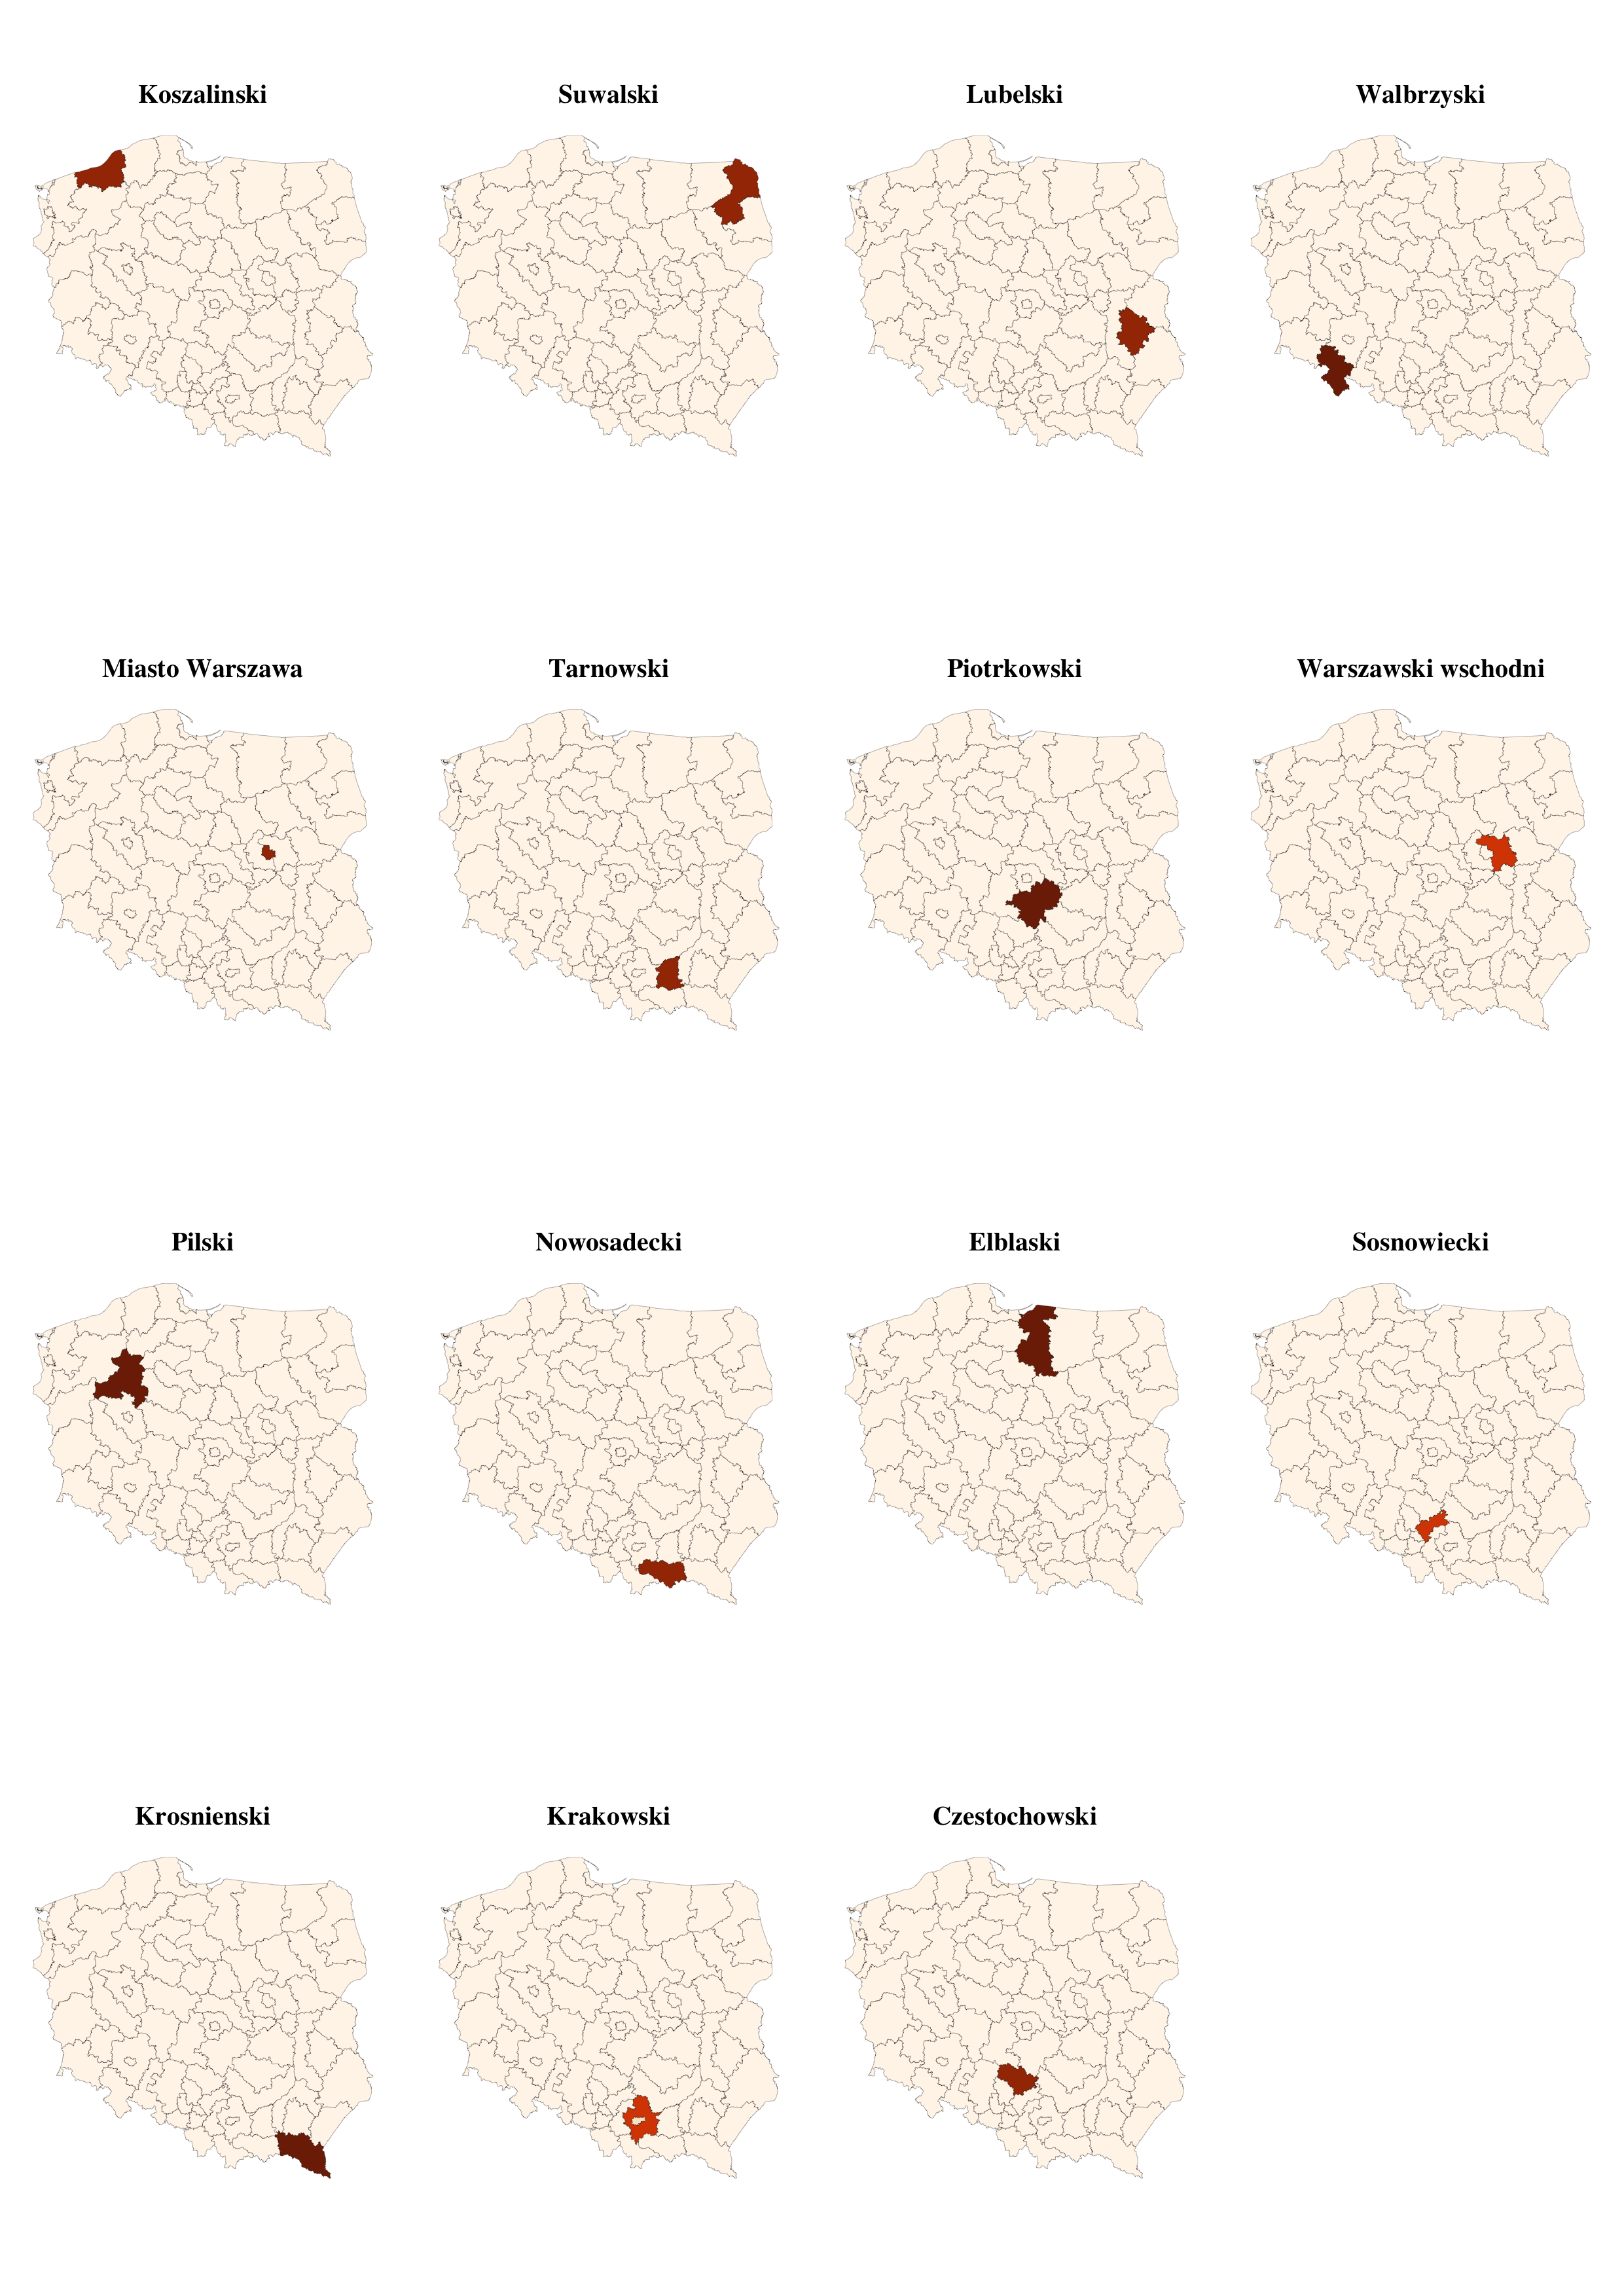 Koszalinski
Suwalski
Lubelski
Walbrzyski
Miasto Warszawa
Tarnowski
Piotrkowski
Warszawski wschodni
Pilski
Nowosadecki
Elblaski
Sosnowiecki
Krosnienski
Krakowski
Czestochowski